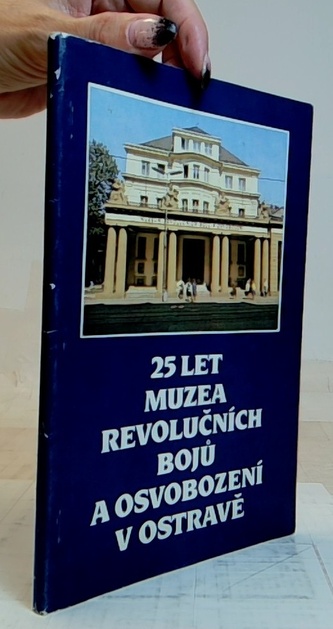 25 LET
MUZEA
REVOLUČNÍCH
BOJŮ
A OSVOBOZENÍ
V OSTRAVĚ